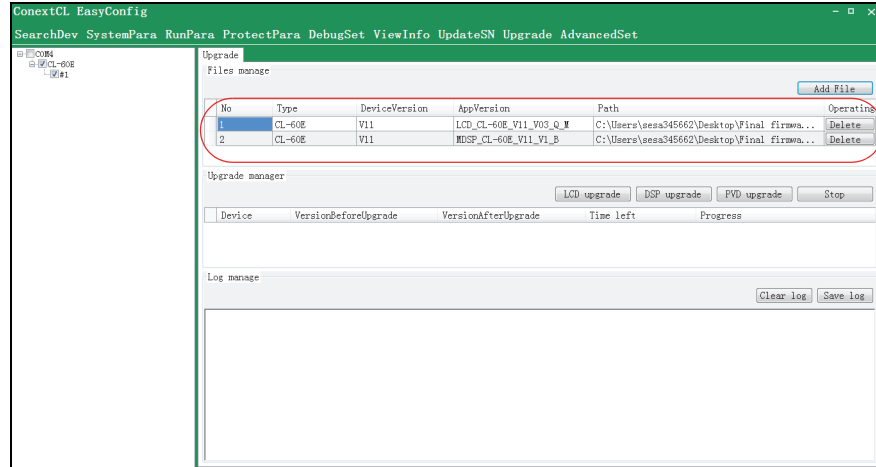 ConextCL EasyConfig
SearchDev SystemPara RunPara ProtectPara DebugSet ViewInfo UpdateSN Upgrade AdvancedSet
COM4
CL-60E
#1
Upgrade
Files manage
Add File
No Type DeviceVersion AppVersion Path Operating
1 CL-60E V11 LCD_CL-60E_V11_V03_Q_M C:\Users\sesa345662\Desktop\Final firmwa... Delete
2 CL-60E V11 MDSP_CL-60E_V11_V1_B C:\Users\sesa345662\Desktop\Final firmwa... Delete
Upgrade manager
LCD upgrade DSP upgrade PVD upgrade Stop
Device VersionBeforeUpgrade VersionAfterUpgrade Time left Progress
Log manage
Clear log Save log